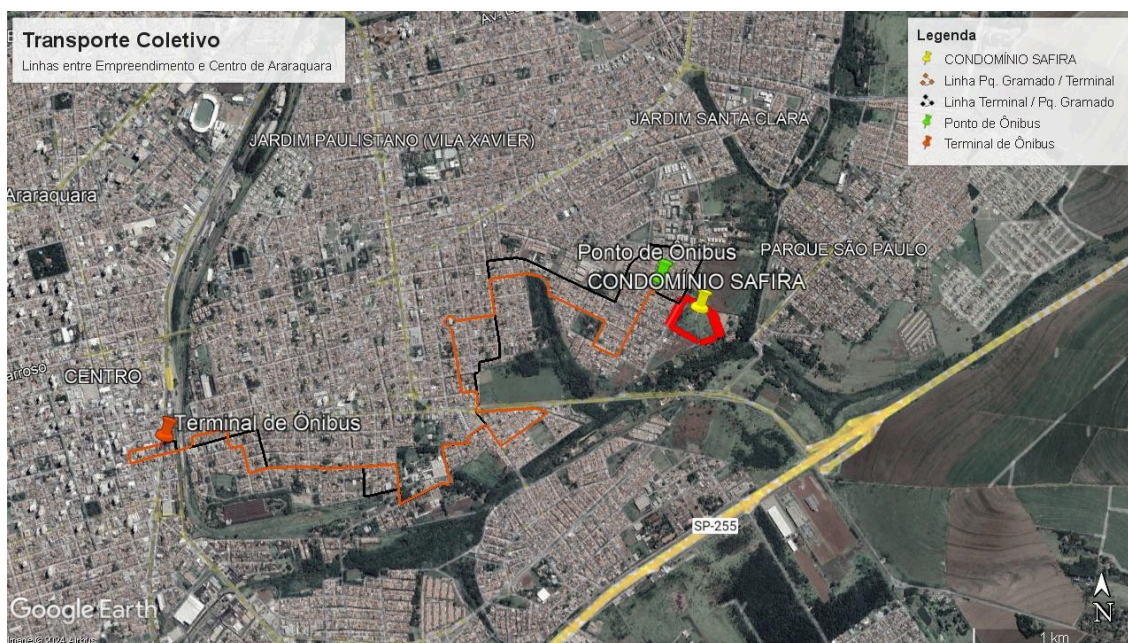 Transporte Coletivo
Linhas entre Empreendimento e Centro de Araraquara
Legenda
CONDOMÍNIO SAFIRA
Linha Pq. Gramado / Terminal
Linha Terminal / Pq. Gramado
Ponto de Ônibus
Terminal de Ônibus
JARDIM SANTA CLARA
JARDIM PAULISTANO (VILA XAVIER)
Araraquara
PARQUE SÃO PAULO
Ponto de Ônibus
CONDOMÍNIO SAFIRA
CENTRO
Terminal de Ônibus
SP-255
Google Earth
N
1 km